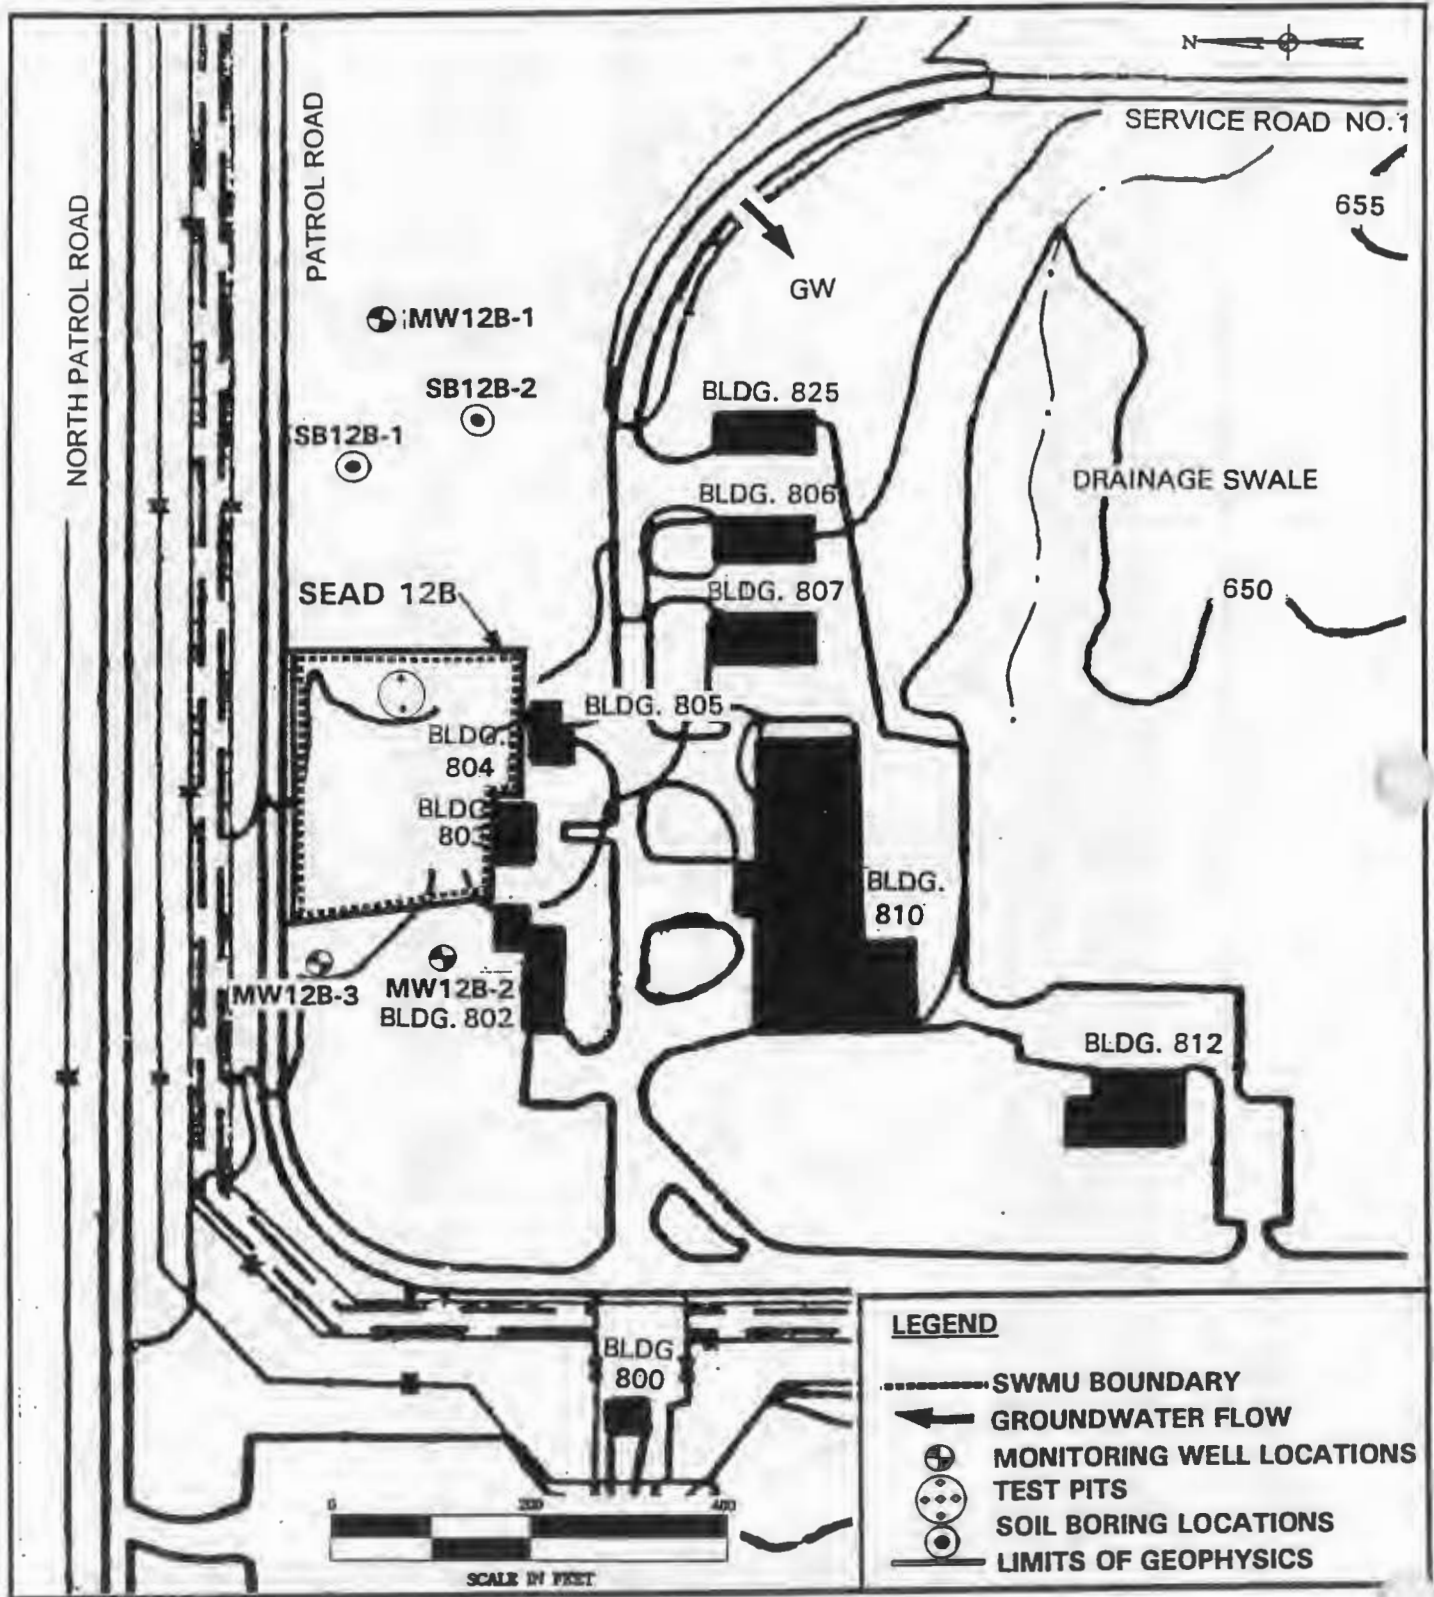 N
SERVICE ROAD NO. 1
655
PATROL ROAD
NORTH PATROL ROAD
GW
MW12B-1
SB12B-2
BLDG. 825
SB12B-1
DRAINAGE SWALE
BLDG. 806
SEAD 12B
BLDG. 807
650
BLDG. 805
BLDG.
804
BLDG
803
BLDG.
810
MW12B-3
MW12B-2
BLDG. 802
BLDG. 812
BLDG
800
0 200 400
SCALE IN FEET
LEGEND
SWMU BOUNDARY
GROUNDWATER FLOW
MONITORING WELL LOCATIONS
TEST PITS
SOIL BORING LOCATIONS
LIMITS OF GEOPHYSICS